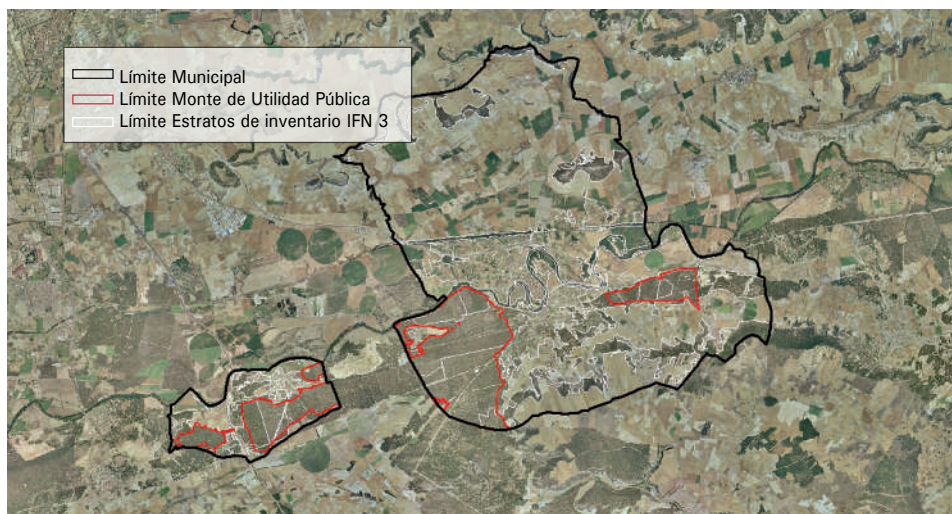 Límite Municipal
Límite Monte de Utilidad Pública
Límite Estratos de inventario IFN 3